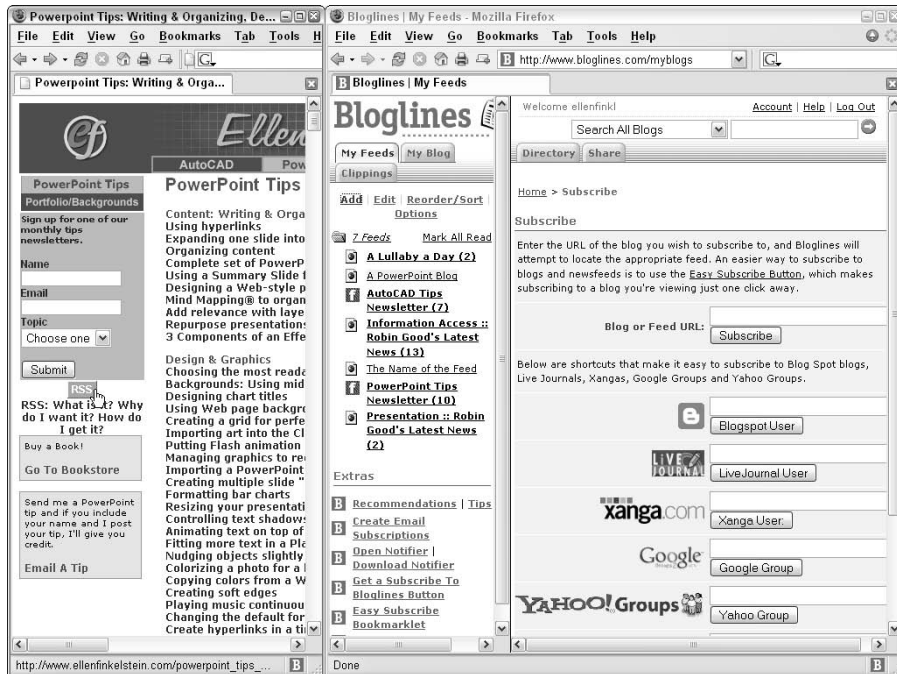 Powerpoint Tips: Writing & Organizing, De...
File Edit View Go Bookmarks Tab Tools H
G
Powerpoint Tips: Writing & Orga...
ef
Ellen
AutoCAD Pow
PowerPoint Tips
Portfolio/Backgrounds
Sign up for one of our
monthly tips
newsletters.
Name
Email
Topic
Choose one
Submit
RSS
RSS: What is it? Why
do I want it? How do
I get it?
Buy a Book!
Go To Bookstore
Send me a PowerPoint
tip and if you include
your name and I post
your tip, I'll give you
credit.
Email A Tip
PowerPoint Tips
Content: Writing & Orga
Using hyperlinks
Expanding one slide into
Organizing content
Complete set of PowerP
Using a Summary Slide f
Designing a Web-style p
Mind Mapping® to organ
Add relevance with laye
Repurpose presentations
3 Components of an Effe
Design & Graphics
Choosing the most reada
Backgrounds: Using mid
Designing chart titles
Using Web page backgro
Creating a grid for perfe
Importing art into the Cl
Putting Flash animation
Managing graphics to re
Importing a PowerPoint
Creating multiple slide "
Formatting bar charts
Resizing your presentati
Controlling text shadows
Animating text on top of
Fitting more text in a Pla
Nudging objects slightly
Colorizing a photo for a l
Copying colors from a W
Creating soft edges
Playing music continuou
Changing the default for
Create hyperlinks in a ti
http://www.ellenfinkelstein.com/powerpoint_tips_... B
Bloglines | My Feeds - Mozilla Firefox
File Edit View Go Bookmarks Tab Tools Help
B http://www.bloglines.com/myblogs G
B Bloglines | My Feeds
Bloglines
My Feeds My Blog
Clippings
Add | Edit | Reorder/Sort |
Options
7 Feeds Mark All Read
A Lullaby a Day (2)
A PowerPoint Blog
AutoCAD Tips
Newsletter (7)
Information Access ::
Robin Good's Latest
News (13)
The Name of the Feed
PowerPoint Tips
Newsletter (10)
Presentation :: Robin
Good's Latest News
(2)
Extras
B Recommendations | Tips
B Create Email
Subscriptions
B Open Notifier |
Download Notifier
B Get a Subscribe To
Bloglines Button
B Easy Subscribe
Bookmarklet
Welcome ellenfinkl Account | Help | Log Out
Search All Blogs
Directory Share
Home > Subscribe
Subscribe
Enter the URL of the blog you wish to subscribe to, and Bloglines will
attempt to locate the appropriate feed. An easier way to subscribe to
blogs and newsfeeds is to use the Easy Subscribe Button, which makes
subscribing to a blog you're viewing just one click away.
Blog or Feed URL:
Subscribe
Below are shortcuts that make it easy to subscribe to Blog Spot blogs,
Live Journals, Xangas, Google Groups and Yahoo Groups.
Blogspot User
LIVE JOURNAL
LiveJournal User
xanga.com
Xanga User:
Google
Google Group
YAHOO! Groups
Yahoo Group
Done B